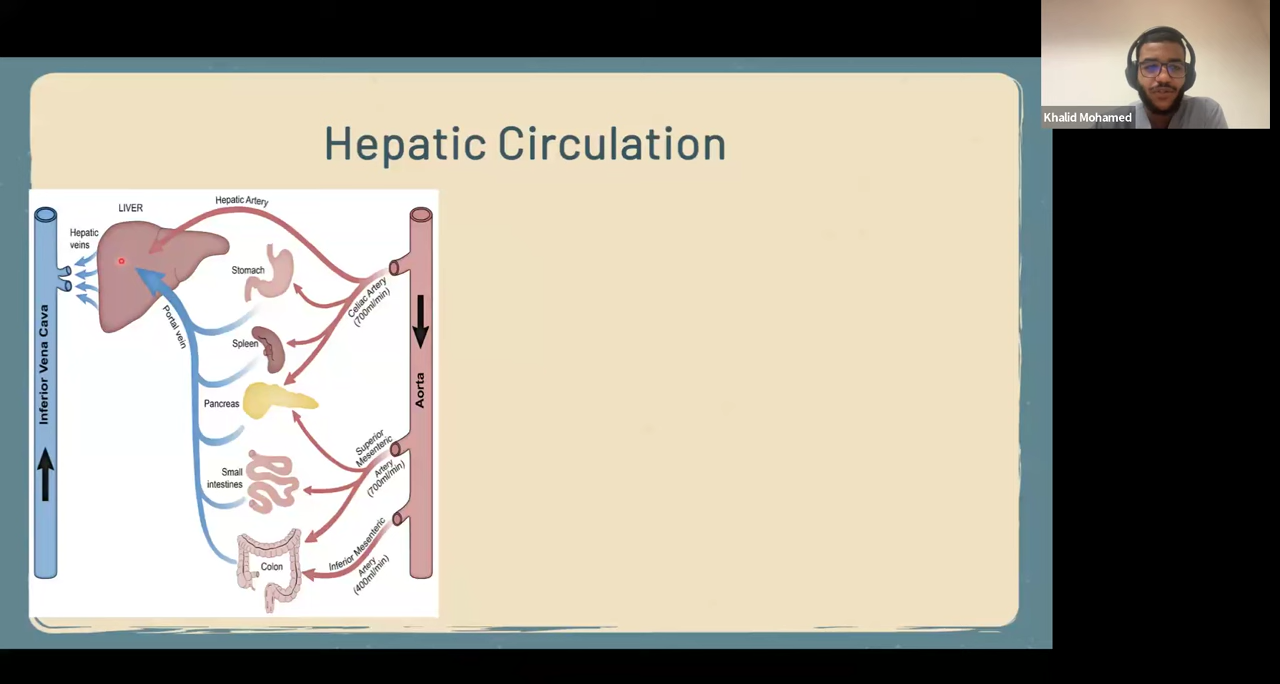 Khalid Mohamed
Hepatic Circulation
LIVER
Hepatic Artery
Hepatic
veins
Stomach
Celiac Artery
(700ml/min)
Portal vein
Spleen
Inferior Vena Cava
Aorta
Pancreas
Superior
Mesenteric
Artery
(700ml/min)
Small
intestines
Inferior Mesenteric
Artery
(400ml/min)
Colon